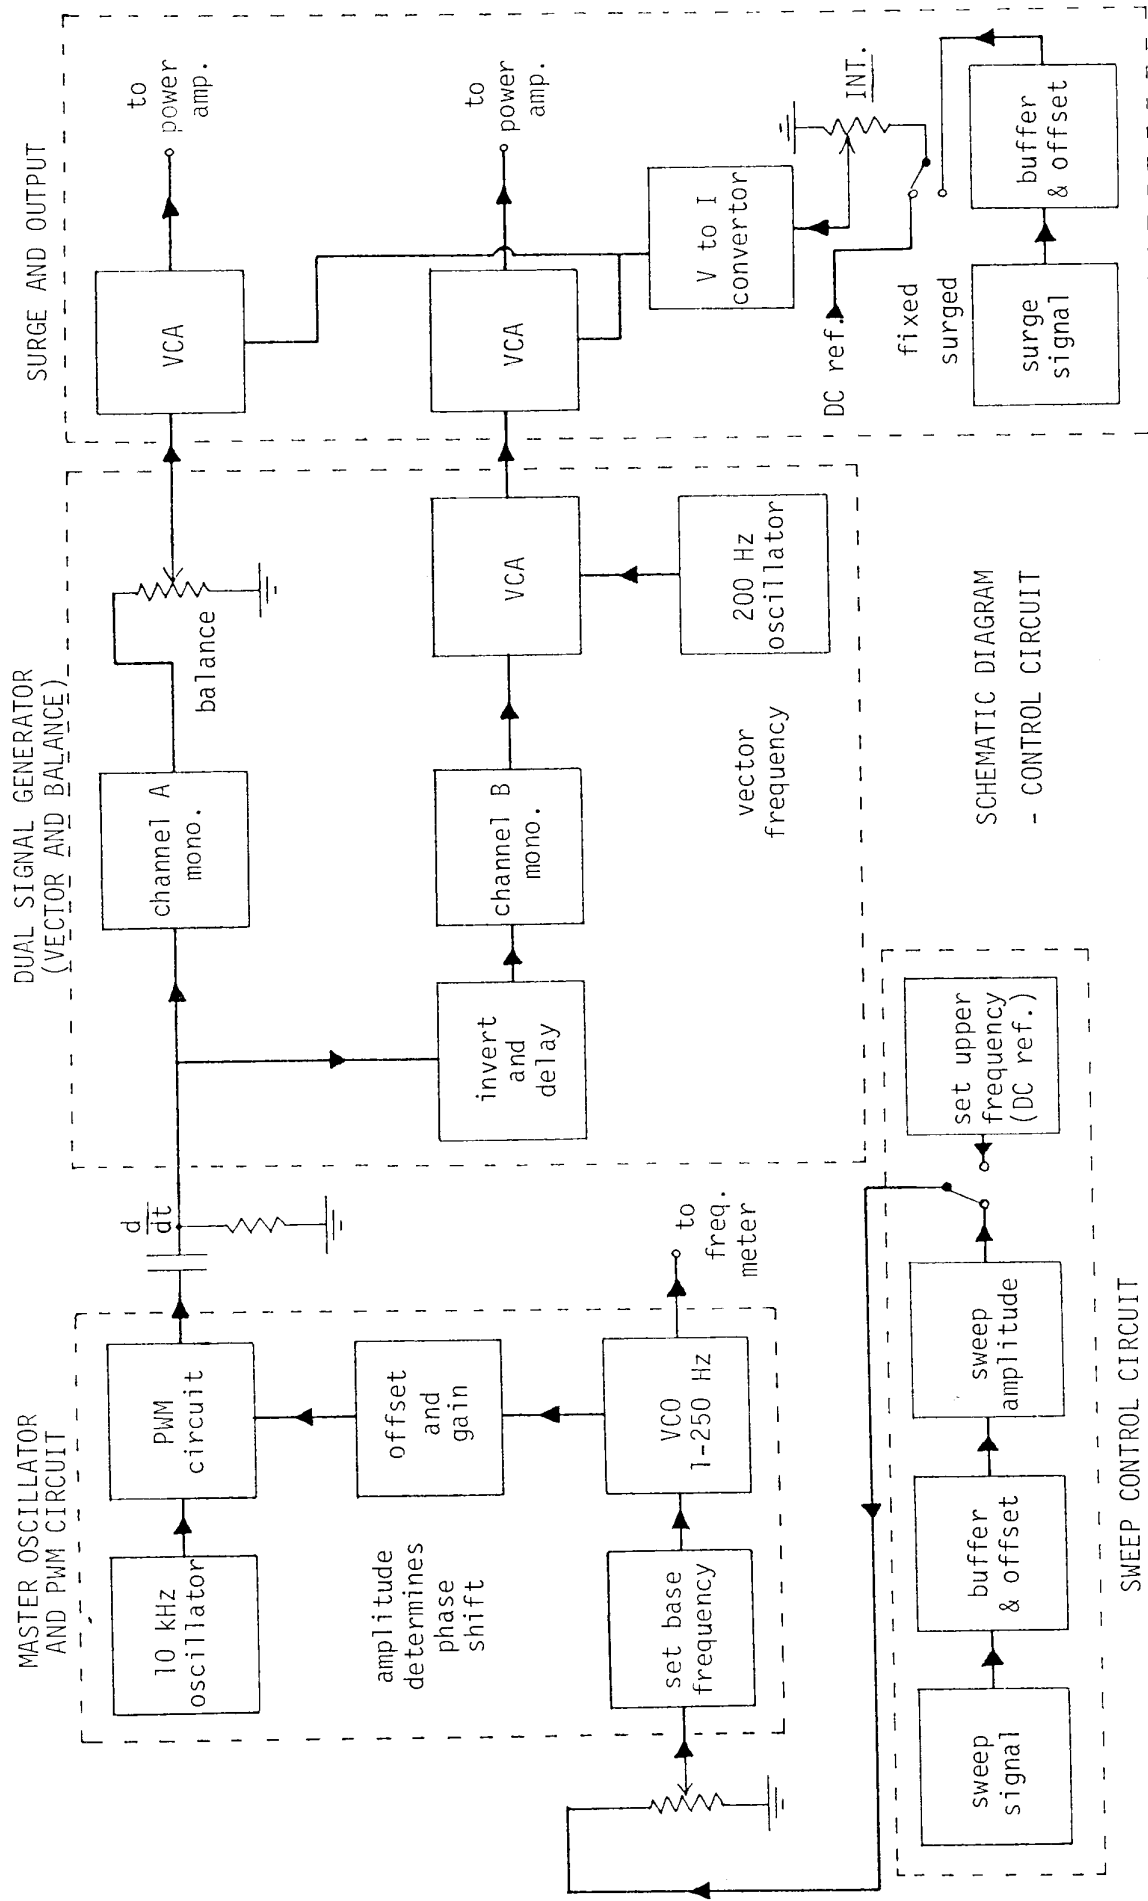 MASTER OSCILLATOR
AND PWM CIRCUIT
10 kHz
oscillator
PWM
circuit
amplitude
determines
phase
shift
offset
and
gain
set base
frequency
VCO
1-250 Hz
to
freq.
meter
d
dt
DUAL SIGNAL GENERATOR
(VECTOR AND BALANCE)
channel A
mono.
balance
invert
and
delay
channel B
mono.
VCA
200 Hz
oscillator
vector
frequency
SURGE AND OUTPUT
VCA
to
power
amp.
VCA
to
power
amp.
V to I
convertor
INT.
DC ref.
fixed
surged
surge
signal
buffer
& offset
SCHEMATIC DIAGRAM
- CONTROL CIRCUIT
sweep
signal
buffer
& offset
sweep
amplitude
set upper
frequency
(DC ref.)
SWEEP CONTROL CIRCUIT